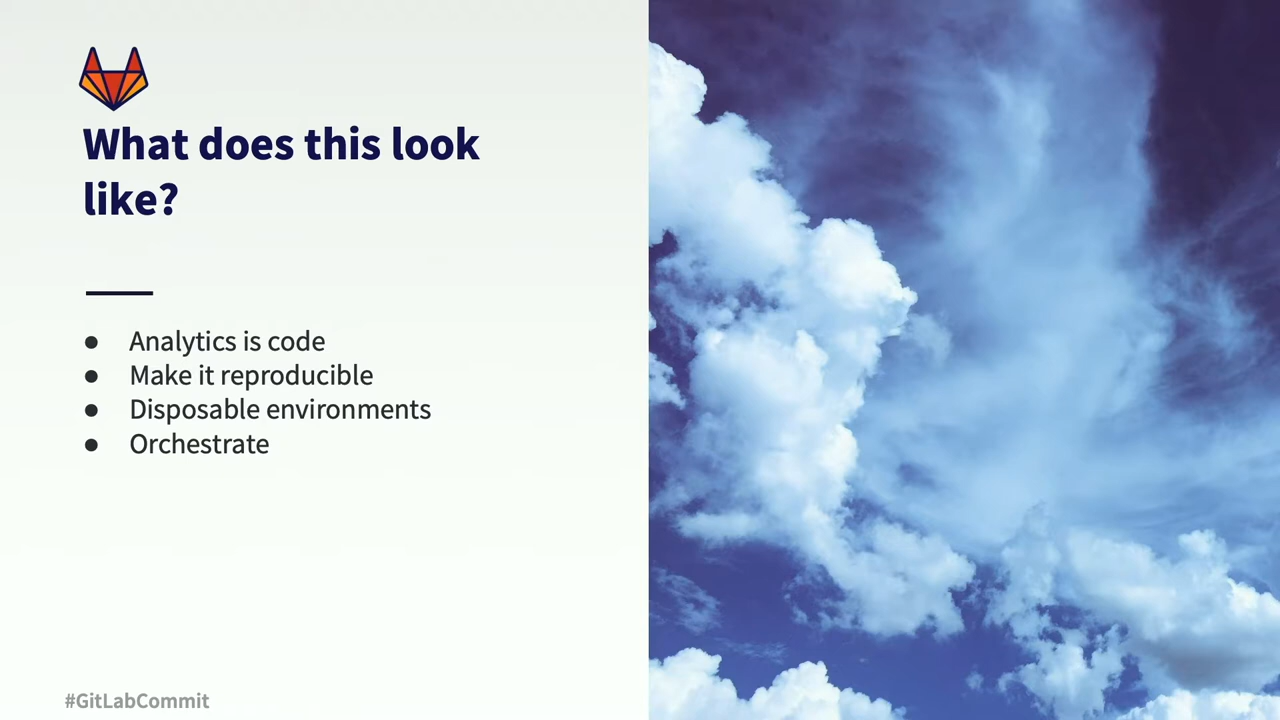 What does this look
like?
● Analytics is code
● Make it reproducible
● Disposable environments
● Orchestrate
#GitLabCommit